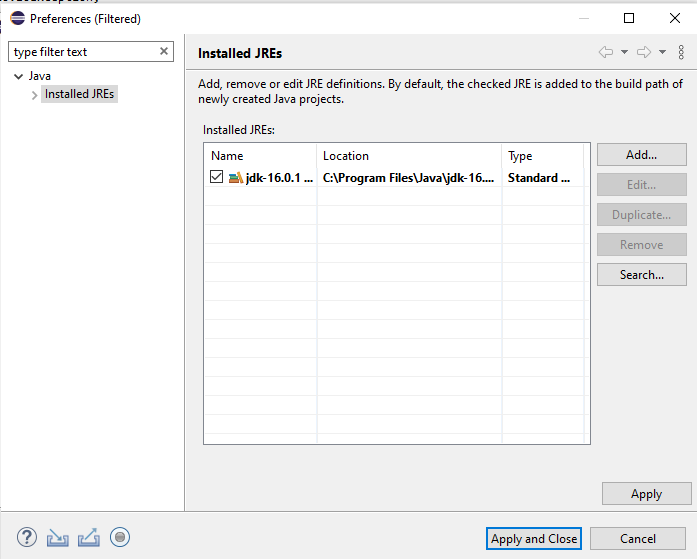 Preferences (Filtered)
type filter text
Java
Installed JREs
Installed JREs
Add, remove or edit JRE definitions. By default, the checked JRE is added to the build path of
newly created Java projects.
Installed JREs:
Name Location Type
jdk-16.0.1 ... C:\Program Files\Java\jdk-16.... Standard ...
Add...
Edit...
Duplicate...
Remove
Search...
Apply
Apply and Close Cancel